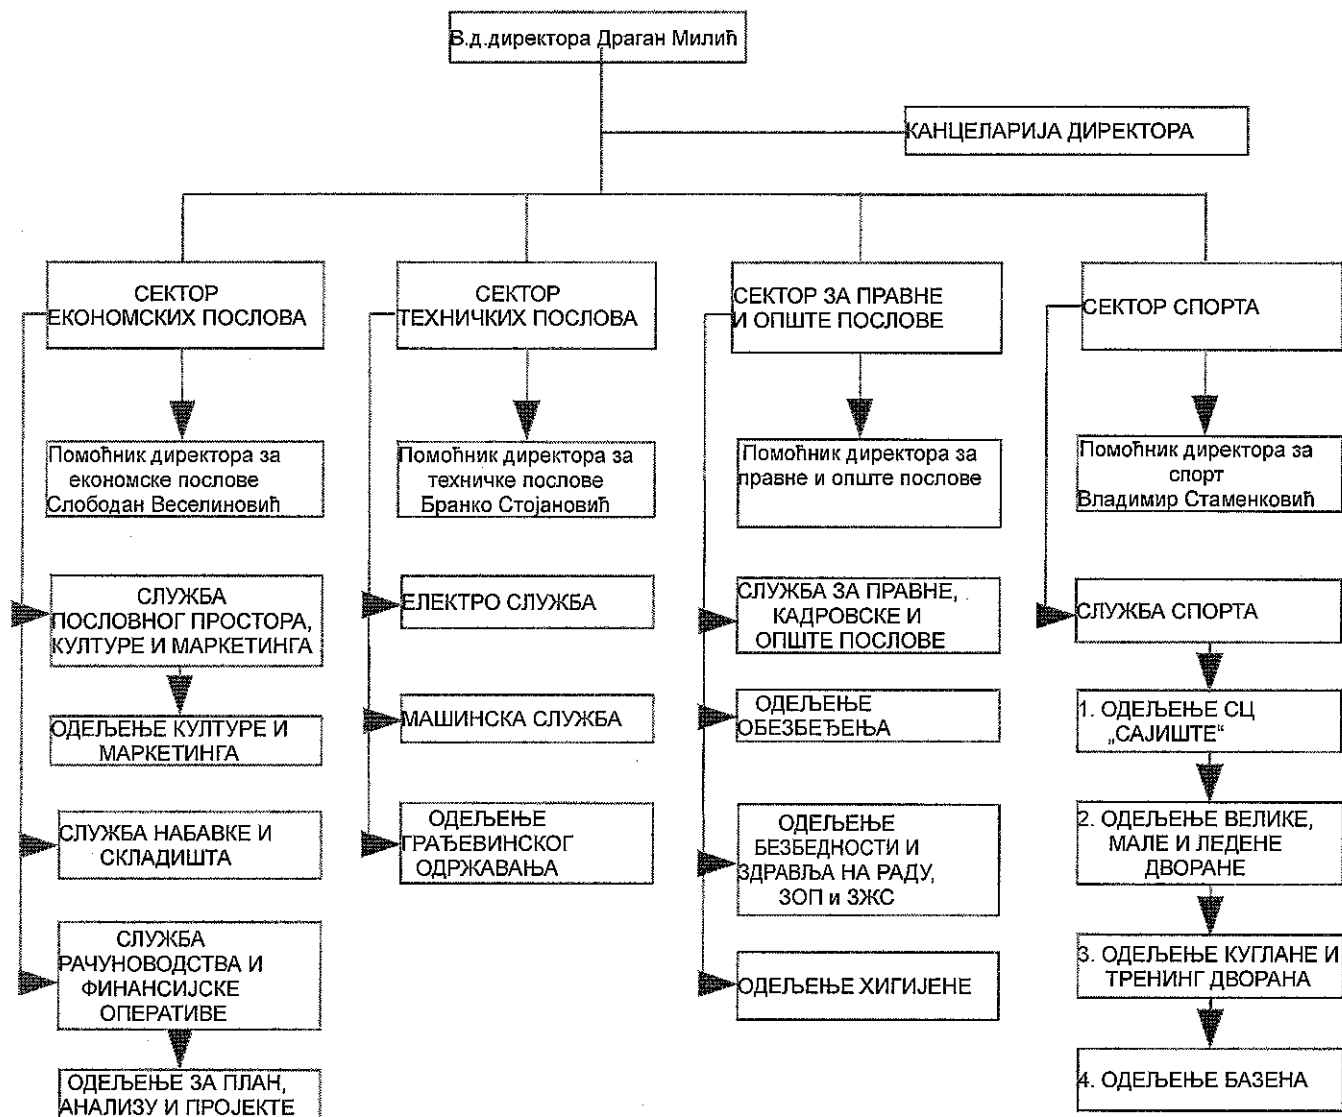 В.д.директора Драган Милић
КАНЦЕЛАРИЈА ДИРЕКТОРА
СЕКТОР
ЕКОНОМСКИХ ПОСЛОВА
СЕКТОР
ТЕХНИЧКИХ ПОСЛОВА
СЕКТОР ЗА ПРАВНЕ
И ОПШТЕ ПОСЛОВЕ
СЕКТОР СПОРТА
Помоћник директора за
економске послове
Слободан Веселиновић
Помоћник директора за
техничке послове
Бранко Стојановић
Помоћник директора за
правне и опште послове
Помоћник директора за
спорт
Владимир Стаменковић
СЛУЖБА
ПОСЛОВНОГ ПРОСТОРА,
КУЛТУРЕ И МАРКЕТИНГА
ЕЛЕКТРО СЛУЖБА
СЛУЖБА ЗА ПРАВНЕ,
КАДРОВСКЕ И
ОПШТЕ ПОСЛОВЕ
СЛУЖБА СПОРТА
ОДЕЉЕЊЕ КУЛТУРЕ И
МАРКЕТИНГА
МАШИНСКА СЛУЖБА
ОДЕЉЕЊЕ
ОБЕЗБЕЂЕЊА
1. ОДЕЉЕЊЕ СЦ
„САЈИШТЕ“
СЛУЖБА НАБАВКЕ И
СКЛАДИШТА
ОДЕЉЕЊЕ
ГРАЂЕВИНСКОГ
ОДРЖАВАЊА
ОДЕЉЕЊЕ
БЕЗБЕДНОСТИ И
ЗДРАВЉА НА РАДУ,
ЗОП и ЗЖС
2. ОДЕЉЕЊЕ ВЕЛИКЕ,
МАЛЕ И ЛЕДЕНЕ
ДВОРАНЕ
СЛУЖБА
РАЧУНОВОДСТВА И
ФИНАНСИЈСКЕ
ОПЕРАТИВЕ
ОДЕЉЕЊЕ ХИГИЈЕНЕ
3. ОДЕЉЕЊЕ КУГЛАНЕ И
ТРЕНИНГ ДВОРАНА
ОДЕЉЕЊЕ ЗА ПЛАН,
АНАЛИЗУ И ПРОЈЕКТЕ
4. ОДЕЉЕЊЕ БАЗЕНА